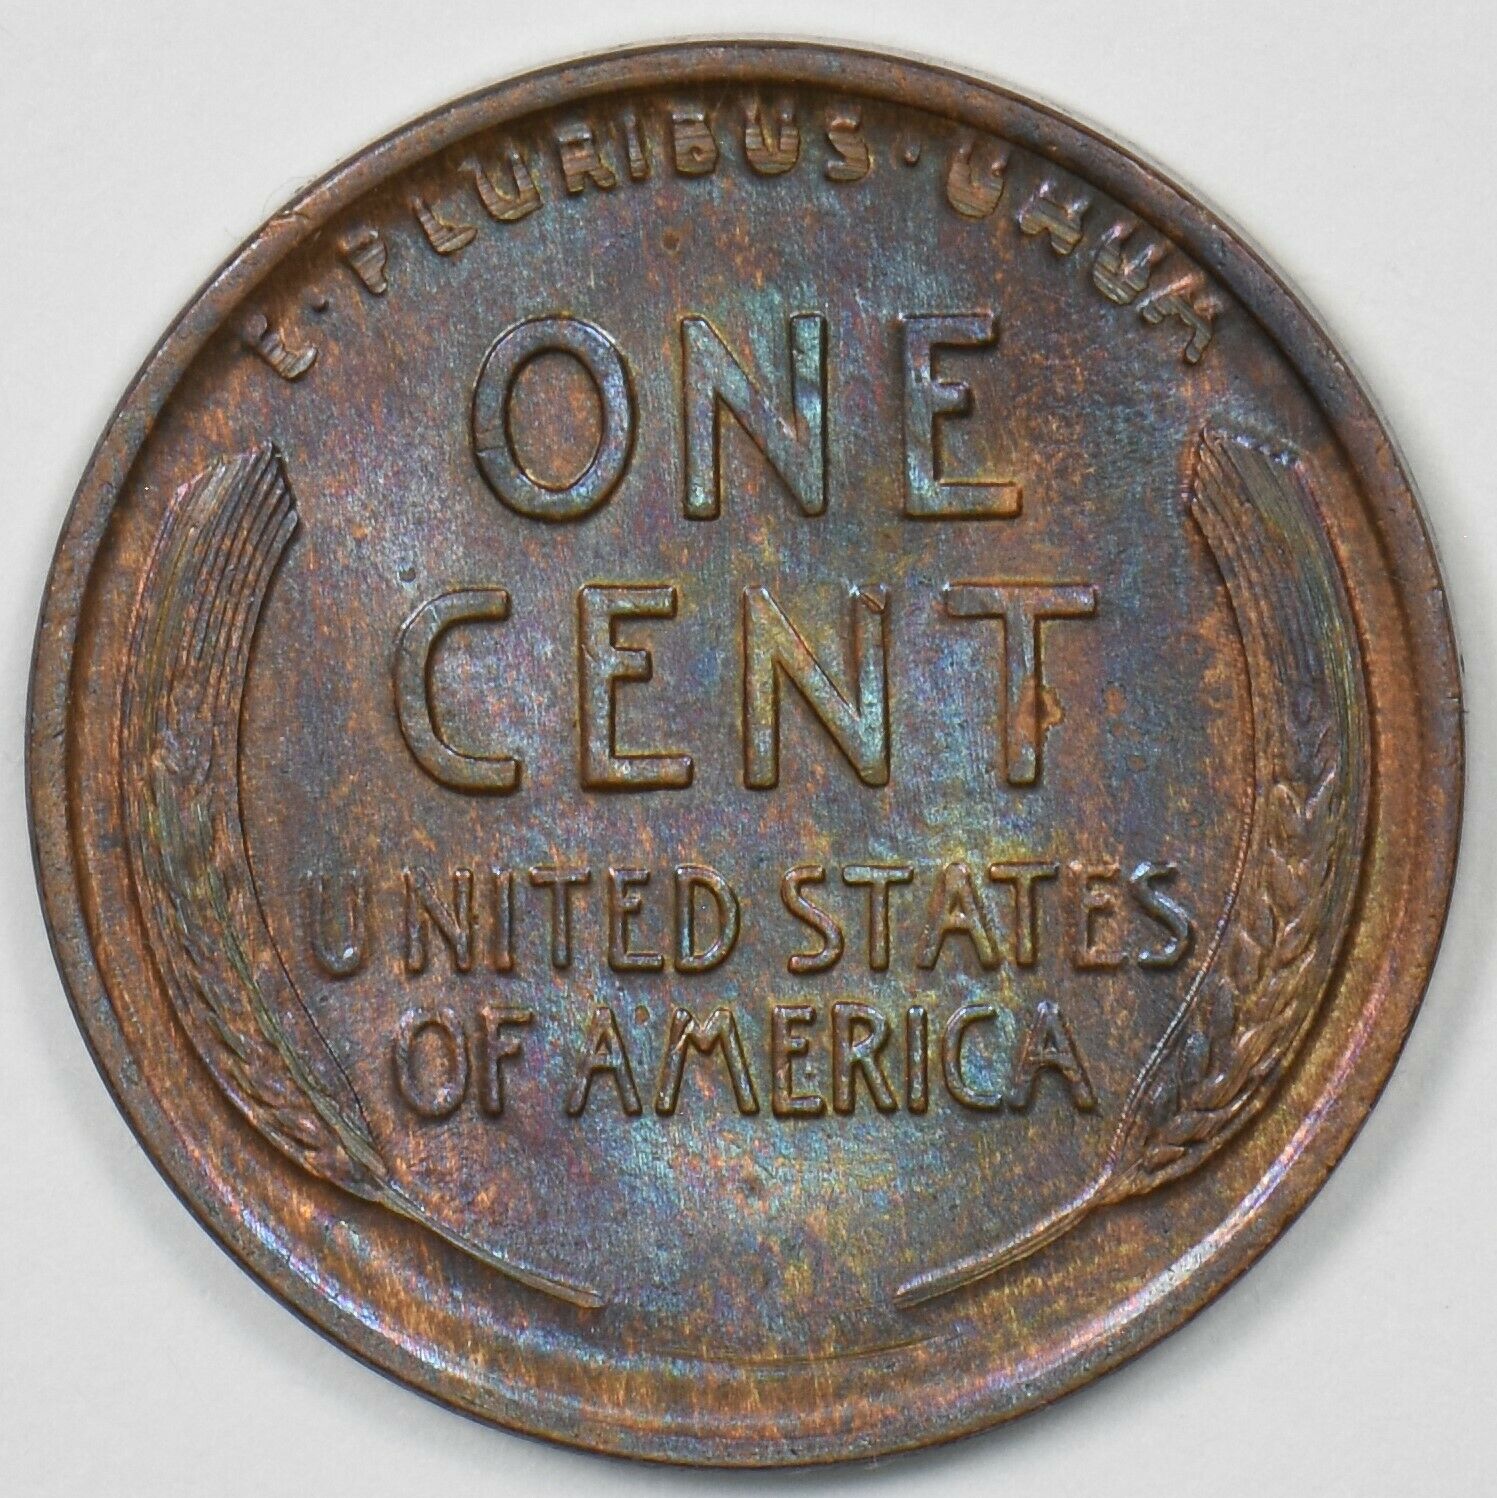 E·PLURIBUS·UNUM
ONE
CENT
UNITED STATES
OF AMERICA